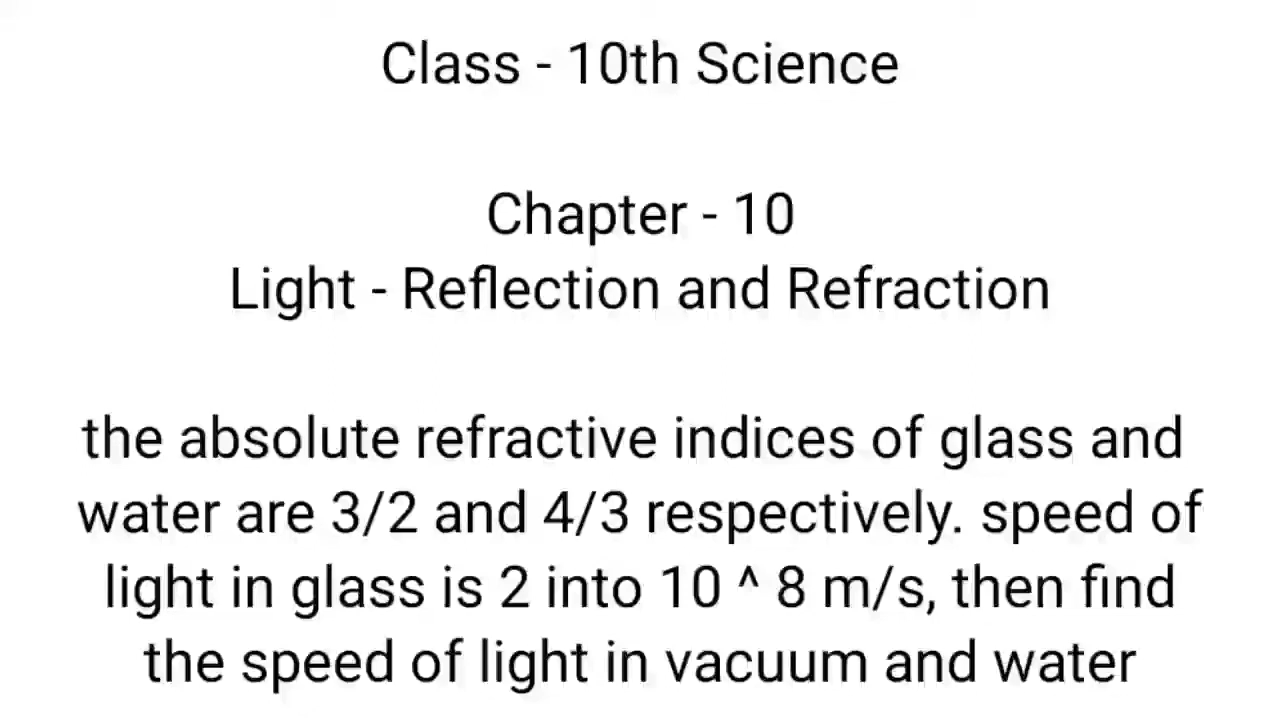 Class - 10th Science
Chapter - 10
Light - Reflection and Refraction
the absolute refractive indices of glass and
water are 3/2 and 4/3 respectively. speed of
light in glass is 2 into 10 ^ 8 m/s, then find
the speed of light in vacuum and water